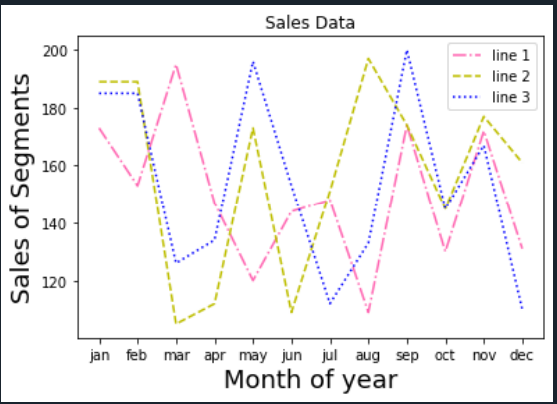 Sales Data
200
180
160
140
120
Sales of Segments
line 1
line 2
line 3
jan feb mar apr may jun jul aug sep oct nov dec
Month of year